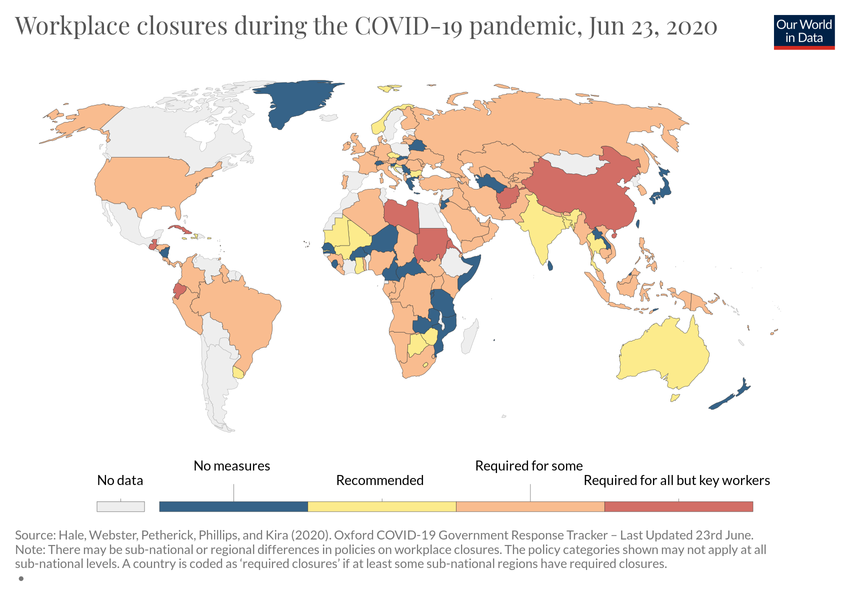 Workplace closures during the COVID-19 pandemic, Jun 23, 2020
Our World
in Data
No measures
Required for some
No data
Recommended
Required for all but key workers
Source: Hale, Webster, Petherick, Phillips, and Kira (2020). Oxford COVID-19 Government Response Tracker – Last Updated 23rd June.
Note: There may be sub-national or regional differences in policies on workplace closures. The policy categories shown may not apply at all
sub-national levels. A country is coded as 'required closures' if at least some sub-national regions have required closures.